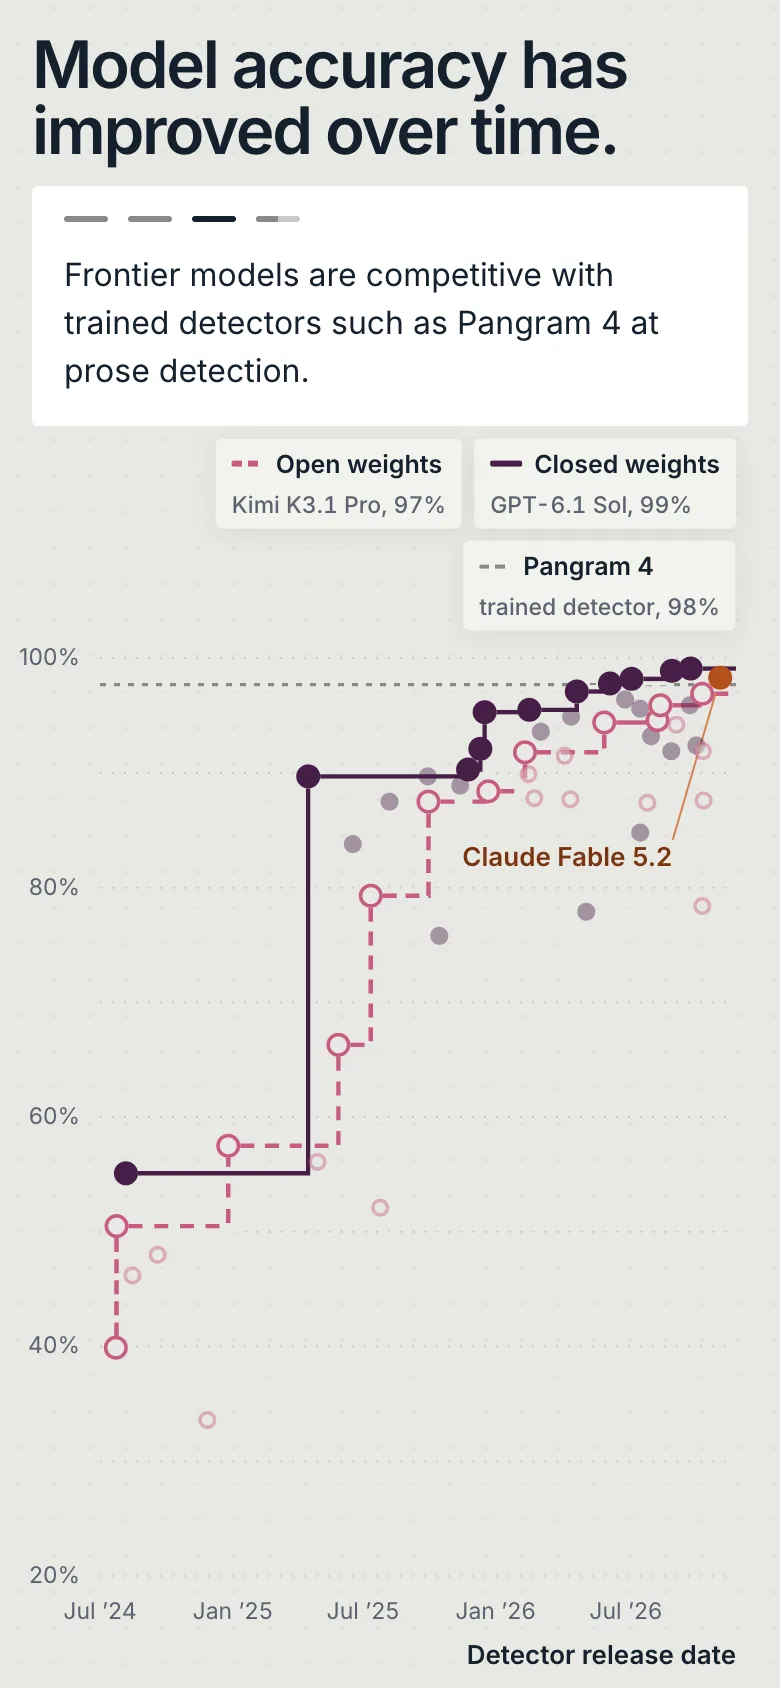 Model accuracy has
improved over time.
Frontier models are competitive with
trained detectors such as Pangram 4 at
prose detection.
Open weights
Kimi K3.1 Pro, 97%
Closed weights
GPT-6.1 Sol, 99%
Pangram 4
trained detector, 98%
100%
80%
60%
40%
20%
Claude Fable 5.2
Jul ’24
Jan ’25
Jul ’25
Jan ’26
Jul ’26
Detector release date